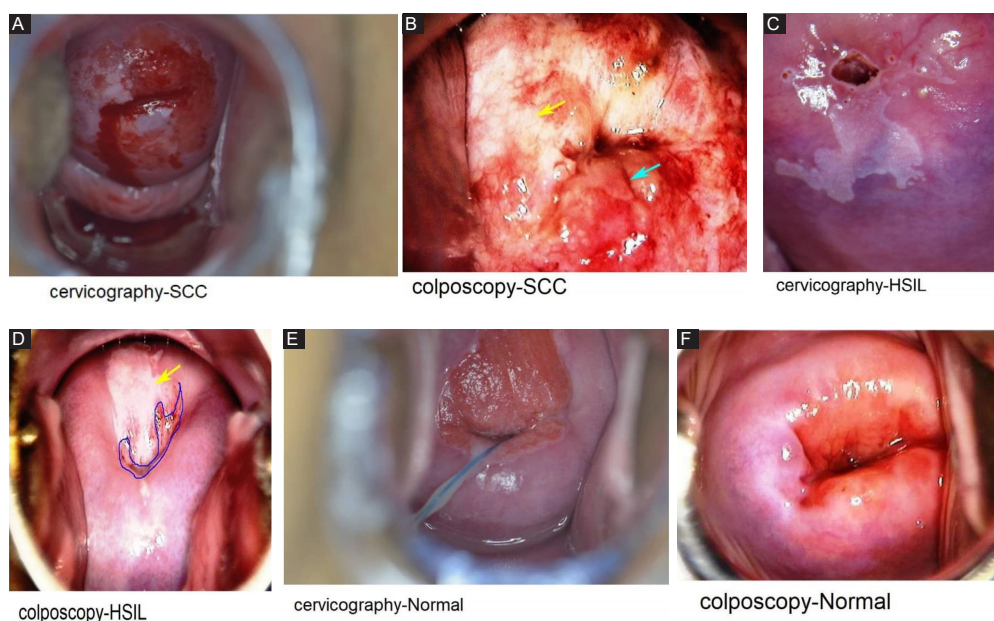 A
B
C
cervicography-SCC
colposcopy-SCC
cervicography-HSIL
D
E
F
colposcopy-HSIL
cervicography-Normal
colposcopy-Normal